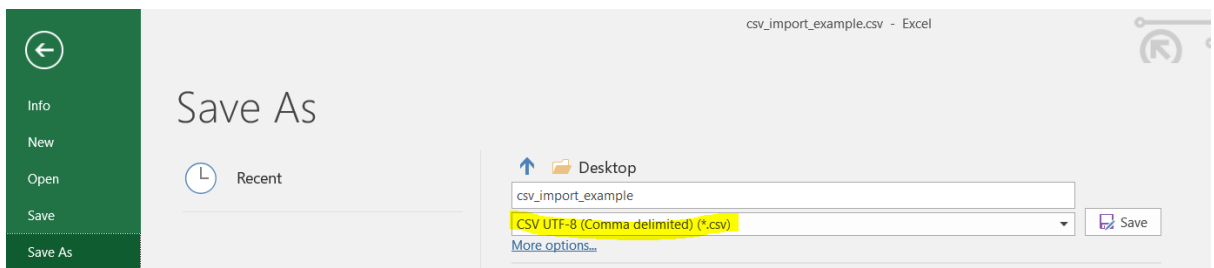 csv_import_example.csv - Excel
Info
New
Open
Save
Save As
Save As
Recent
Desktop
csv_import_example
CSV UTF-8 (Comma delimited) (*.csv)
Save
More options...